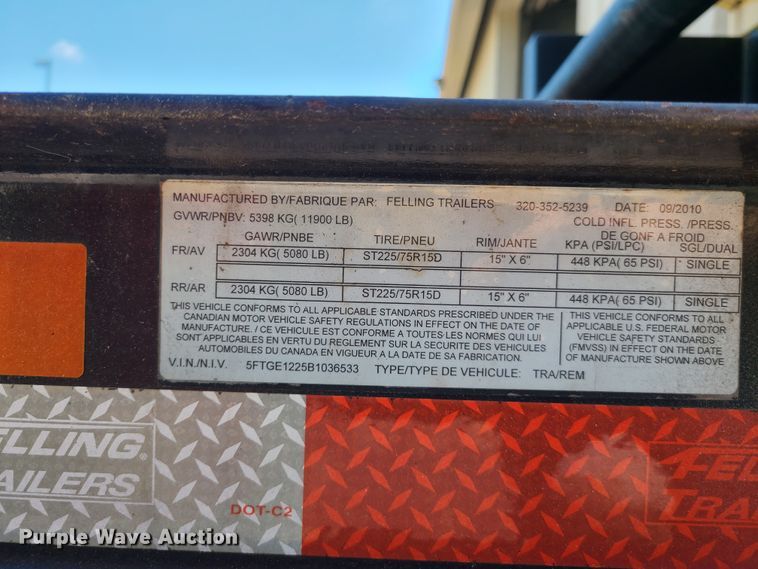 MANUFACTURED BY/FABRIQUE PAR: FELLING TRAILERS 320-352-5239 DATE: 09/2010
GVWR/PNBV: 5398 KG( 11900 LB) COLD INFL. PRESS. /PRESS.
DE GONF A FROID
GAWR/PNBE TIRE/PNEU RIM/JANTE KPA (PSI/LPC) SGL/DUAL
FR/AV 2304 KG( 5080 LB) ST225/75R15D 15" X 6" 448 KPA( 65 PSI) SINGLE
RR/AR 2304 KG( 5080 LB) ST225/75R15D 15" X 6" 448 KPA( 65 PSI) SINGLE
THIS VEHICLE CONFORMS TO ALL APPLICABLE STANDARDS PRESCRIBED UNDER THE
CANADIAN MOTOR VEHICLE SAFETY REGULATIONS IN EFFECT ON THE DATE OF
MANUFACTURE. / CE VEHICULE EST CONFORME A TOUTES LES NORMES QUI LUI
SONT APPLICABLES EN VERTU DU REGLEMENT SUR LA SECURITE DES VEHICULES
AUTOMOBILES DU CANADA EN VIGUEUR A LA DATE DE SA FABRICATION.
THIS VEHICLE CONFORMS TO ALL
APPLICABLE U.S. FEDERAL MOTOR
VEHICLE SAFETY STANDARDS
(FMVSS) IN EFFECT ON THE DATE
OF MANUFACTURE SHOWN ABOVE
V.I.N./N.I.V. 5FTGE1225B1036533 TYPE/TYPE DE VEHICULE: TRA/REM
ELLING®
AILERS
DOT-C2
FELL
TRA
Purple Wave Auction